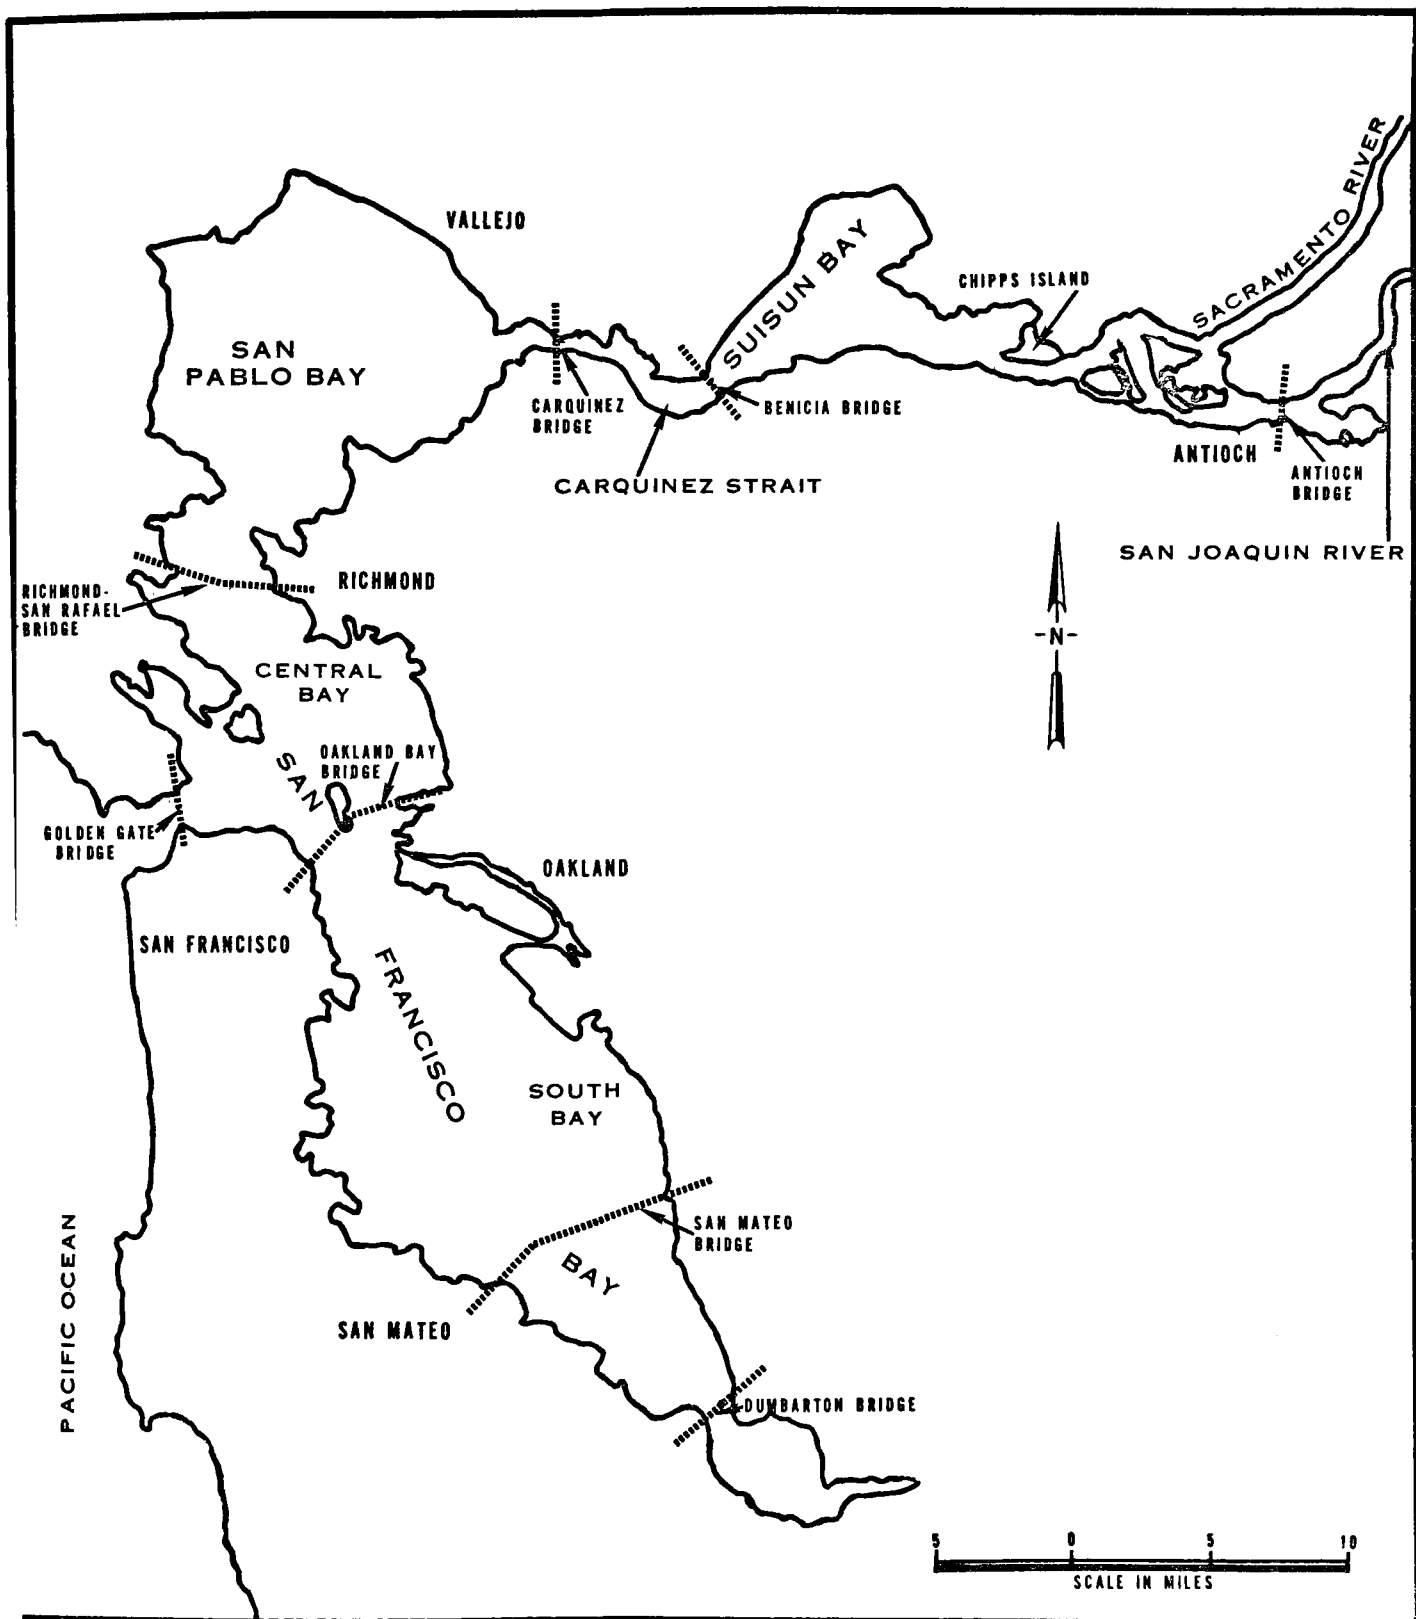 VALLEJO
SACRAMENTO RIVER
SUISUN BAY
CHIPPS ISLAND
SAN
PABLO BAY
CARQUINEZ
BRIDGE
BENICIA BRIDGE
CARQUINEZ STRAIT
ANTIOCH
ANTIOCH
BRIDGE
SAN JOAQUIN RIVER
RICHMOND-
SAN RAFAEL
BRIDGE
RICHMOND
-N-
CENTRAL
BAY
OAKLAND BAY
BRIDGE
GOLDEN GATE
BRIDGE
OAKLAND
SAN FRANCISCO
SAN
FRANCISCO
BAY
SOUTH
BAY
SAN MATEO
BRIDGE
SAN MATEO
PACIFIC OCEAN
DUMBARTON BRIDGE
5 0 5 10
SCALE IN MILES